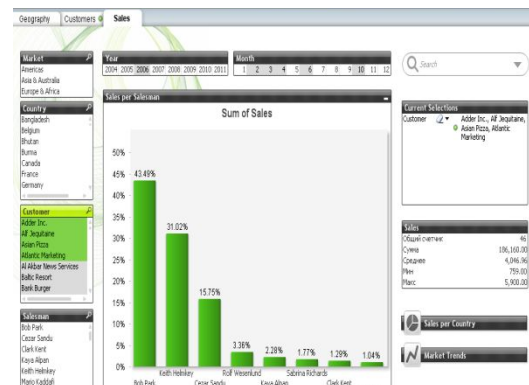 Geography Customers Sales
Market
Americas
Asia & Australia
Europe & Africa
Year
2004 2005 2006 2007 2008 2009 2010 2011
Month
1 2 3 4 5 6 7 8 9 10 11 12
Search
Country
Bangladesh
Belgium
Bhutan
Burma
Canada
France
Germany
Customer
Adder Inc.
Alf Jequitaine
Asian Pizza
Atlantic Marketing
Al Akbar News Services
Baltic Resort
Bank Burger
Salesman
Bob Park
Cezar Sandu
Clark Kent
Kaya Alpan
Keith Helmkey
Mario Kaddafi
Sales per Salesman
Sum of Sales
50%
45%
40%
35%
30%
25%
20%
15%
10%
5%
0%
43.49%
31.02%
15.75%
3.36%
2.28%
1.77%
1.29%
1.04%
Keith Helmkey Rolf Wesenlund Sabrina Richards
Bob Park Cezar Sandu Kaya Alpan Clark Kent
Current Selections
Customer Adder Inc., Alf Jequitaine,
Asian Pizza, Atlantic
Marketing
Sales
Общий счетчик 46
Сумма 186,160.00
Среднее 4,046.96
Мин 759.00
Макс 5,900.00
Sales per Country
Market Trends